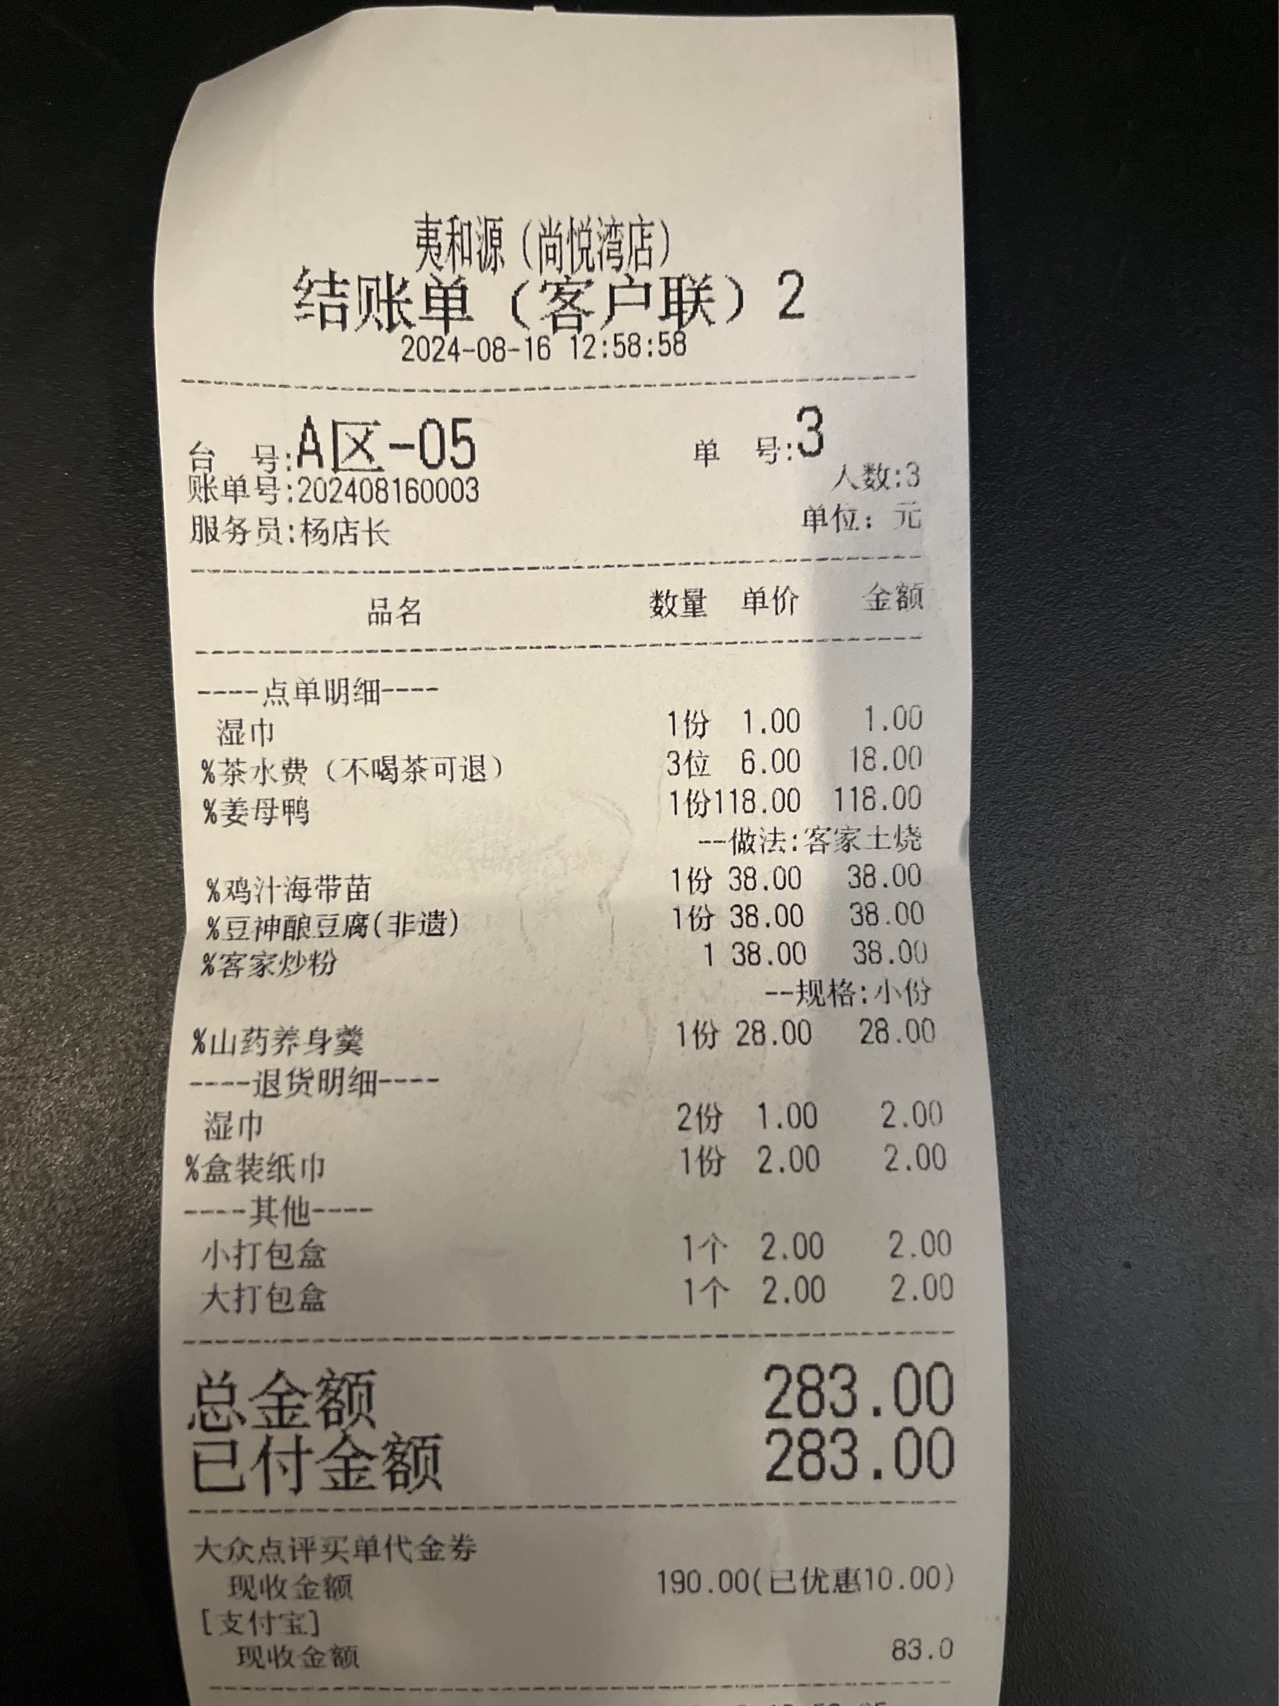 夷和源（尚悦湾店）
结账单（客户联）2
2024-08-16 12:58:58
台 号:A区-05 单 号:3
人数:3
账单号:202408160003
服务员:杨店长 单位：元
品名 数量 单价 金额
----点单明细----
湿巾 1份 1.00 1.00
%茶水费（不喝茶可退） 3位 6.00 18.00
%姜母鸭 1份118.00 118.00
--做法:客家土烧
%鸡汁海带苗 1份 38.00 38.00
%豆神酿豆腐(非遗) 1份 38.00 38.00
%客家炒粉 1 38.00 38.00
--规格:小份
%山药养身羹 1份 28.00 28.00
----退货明细----
湿巾 2份 1.00 2.00
%盒装纸巾 1份 2.00 2.00
----其他----
小打包盒 1个 2.00 2.00
大打包盒 1个 2.00 2.00
总金额 283.00
已付金额 283.00
大众点评买单代金券
现收金额 190.00(已优惠10.00)
[支付宝]
现收金额 83.0